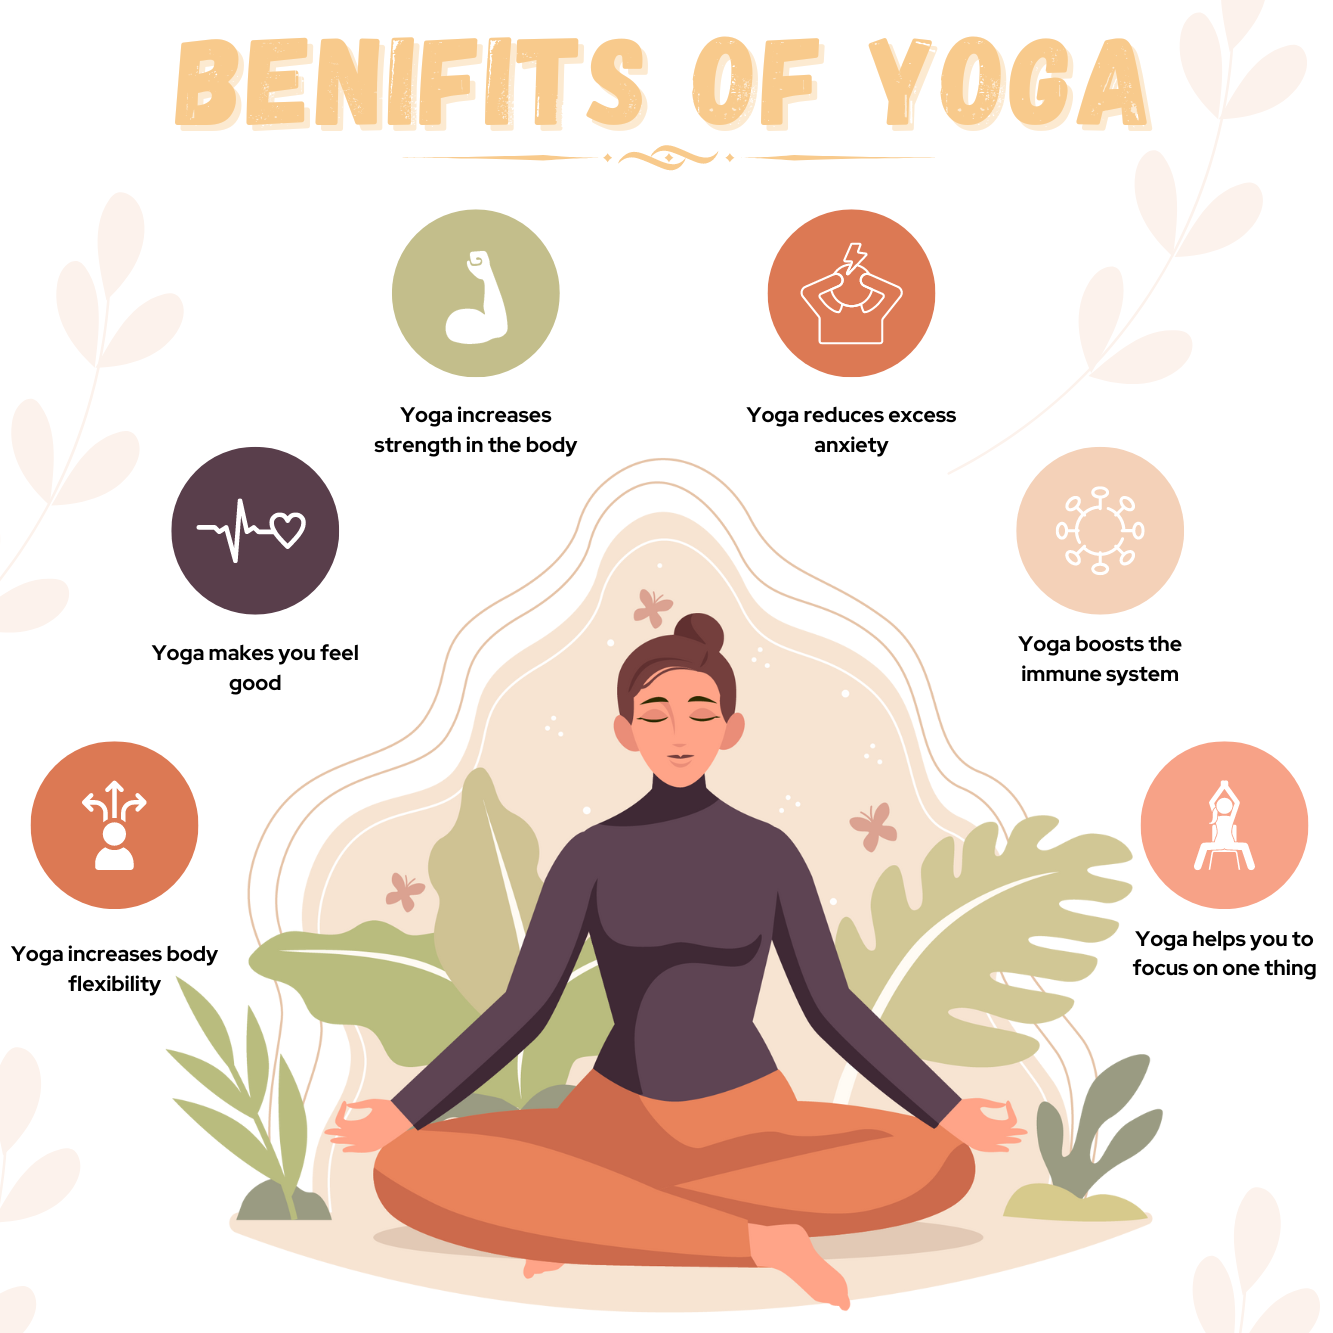 BENIFITS OF YOGA
Yoga increases
strength in the body
Yoga reduces excess
anxiety
Yoga makes you feel
good
Yoga boosts the
immune system
Yoga increases body
flexibility
Yoga helps you to
focus on one thing